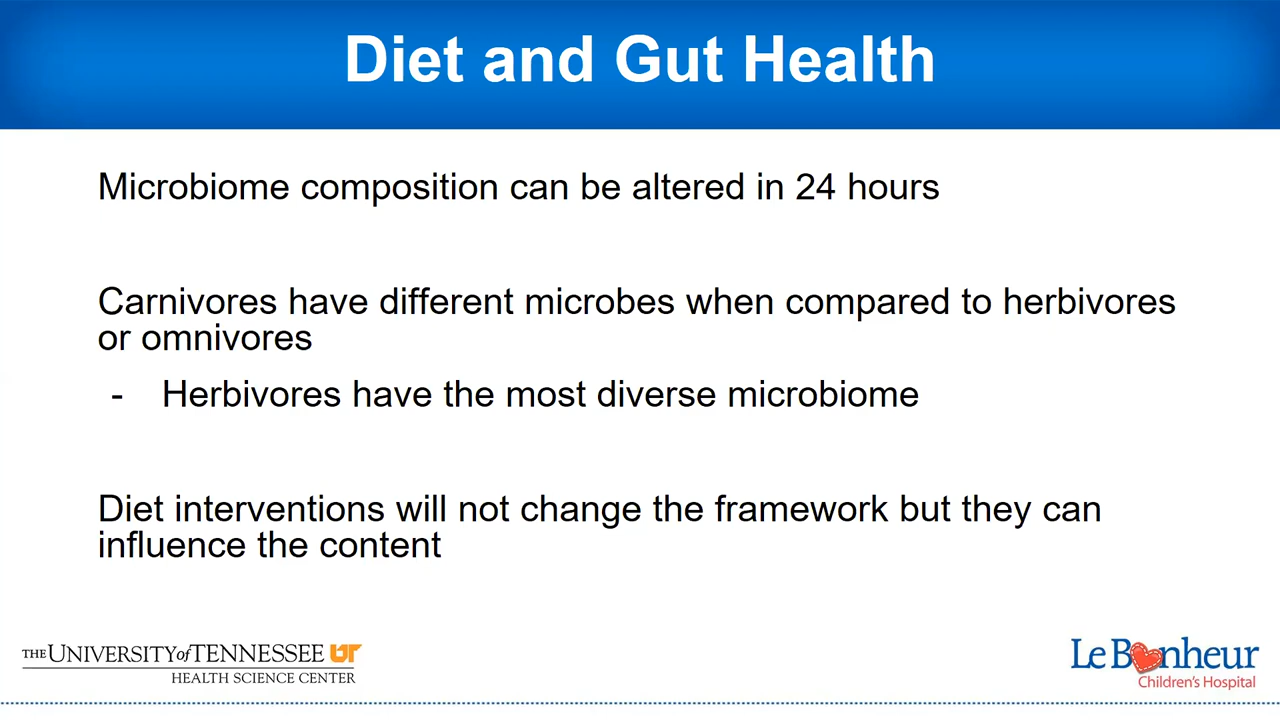 Diet and Gut Health
Microbiome composition can be altered in 24 hours
Carnivores have different microbes when compared to herbivores
or omnivores
- Herbivores have the most diverse microbiome
Diet interventions will not change the framework but they can
influence the content
THE UNIVERSITY of TENNESSEE UT
HEALTH SCIENCE CENTER
Le Bonheur
Children's Hospital